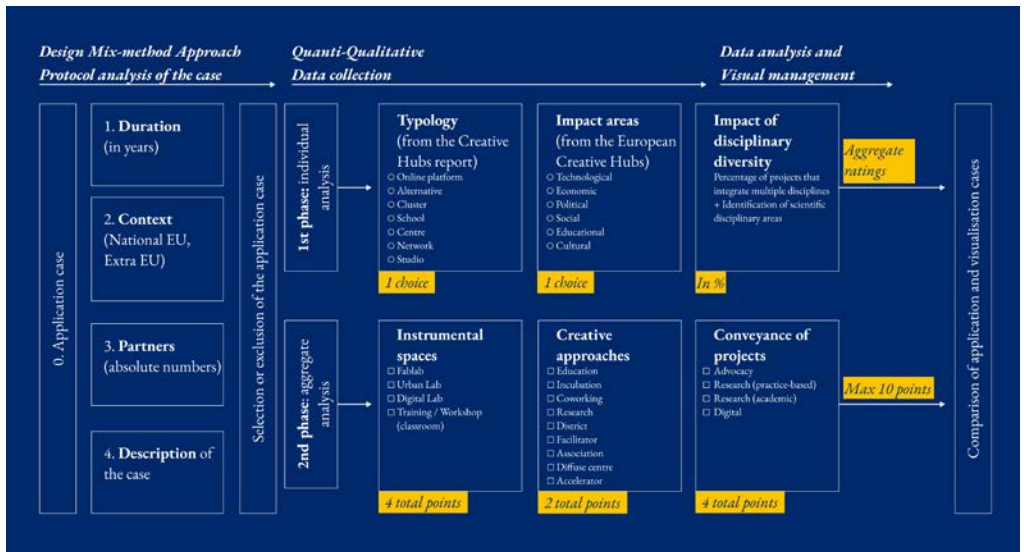 Design Mix-method Approach
Protocol analysis of the case
Quanti-Qualitative
Data collection
Data analysis and
Visual management
0. Application case
1. Duration
(in years)
2. Context
(National EU,
Extra EU)
3. Partners
(absolute numbers)
4. Description of
the case
Selection or exclusion of the application case
1st phase: individual
analysis
Typology
(from the Creative
Hubs report)
○ Online platform
○ Alternative
○ Cluster
○ School
○ Centre
○ Network
○ Studio
1 choice
Impact areas
(from the European
Creative Hubs)
○ Technological
○ Economic
○ Political
○ Social
○ Educational
○ Cultural
1 choice
Impact of
disciplinary
diversity
Percentage of projects that
integrate multiple disciplines
+ Identification of scientific
disciplinary areas
In %
Aggregate
ratings
2nd phase: aggregate
analysis
Instrumental
spaces
□ Fablab
□ Urban Lab
□ Digital Lab
□ Training / Workshop
(classroom)
4 total points
Creative
approaches
□ Education
□ Incubation
□ Coworking
□ Research
□ District
□ Facilitator
□ Association
□ Diffuse centre
□ Accelerator
2 total points
Conveyance of
projects
□ Advocacy
□ Research (practice-based)
□ Research (academic)
□ Digital
4 total points
Max 10 points
Comparison of application and visualisation cases